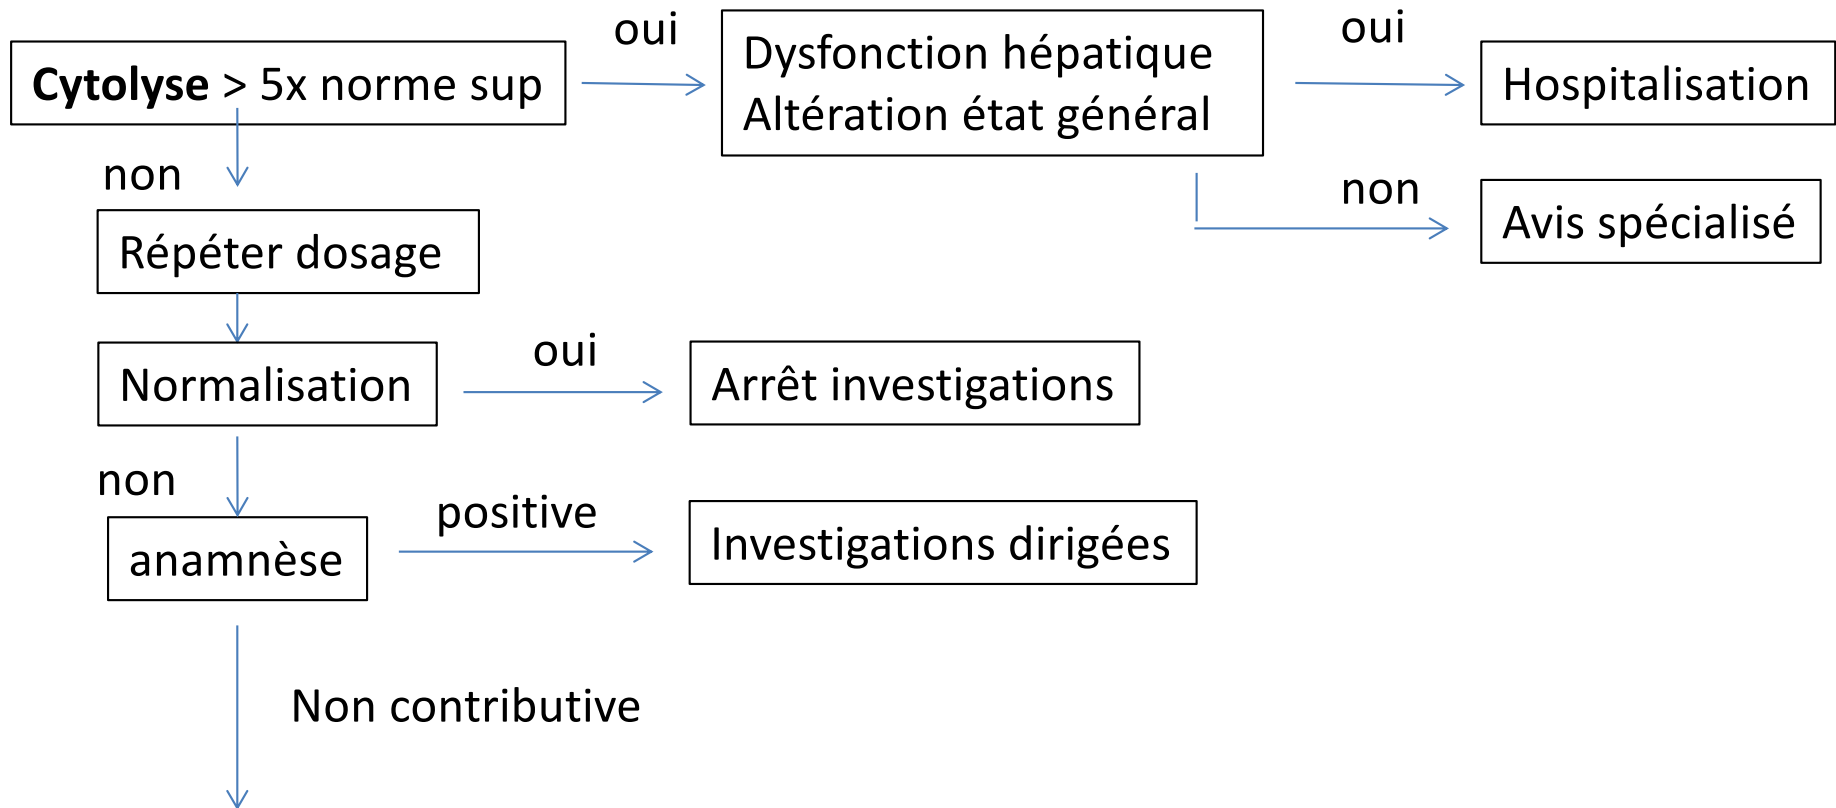 oui
oui
Cytolyse > 5x norme sup
Dysfonction hépatique
Altération état général
Hospitalisation
non
non
Répéter dosage
Avis spécialisé
oui
Normalisation
Arrêt investigations
non
positive
anamnèse
Investigations dirigées
Non contributive